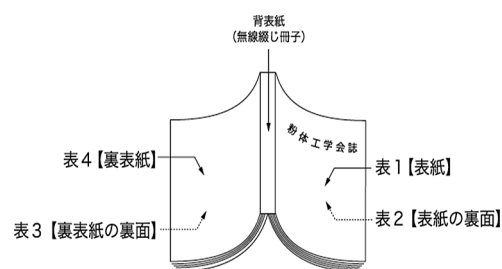 背表紙
(無線綴じ冊子)
粉体工学会誌
表4【裏表紙】
表1【表紙】
表3【裏表紙の裏面】
表2【表紙の裏面】